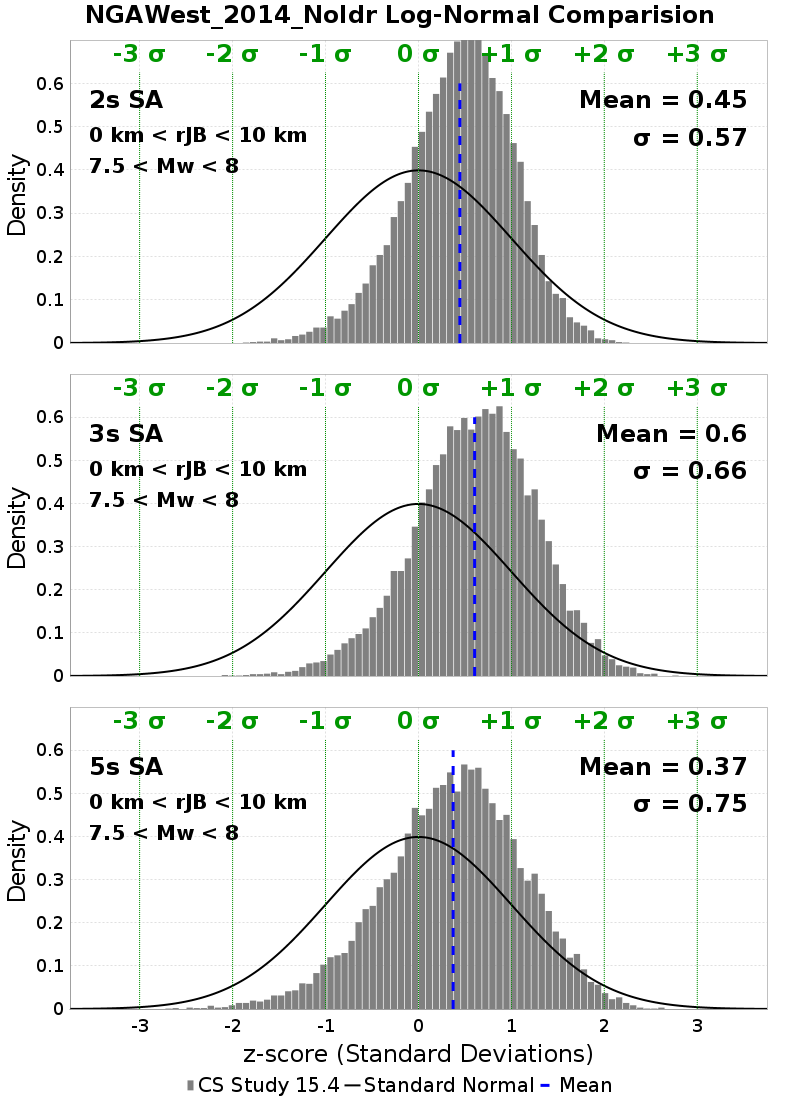 NGAWest_2014_NoIdr Log-Normal Comparision
-3 σ -2 σ -1 σ 0 σ +1 σ +2 σ +3 σ
2s SA
0 km < rJB < 10 km
7.5 < Mw < 8
Mean = 0.45
σ = 0.57
Density
0.6
0.5
0.4
0.3
0.2
0.1
0
-3 σ -2 σ -1 σ 0 σ +1 σ +2 σ +3 σ
3s SA
0 km < rJB < 10 km
7.5 < Mw < 8
Mean = 0.6
σ = 0.66
Density
0.6
0.5
0.4
0.3
0.2
0.1
0
-3 σ -2 σ -1 σ 0 σ +1 σ +2 σ +3 σ
5s SA
0 km < rJB < 10 km
7.5 < Mw < 8
Mean = 0.37
σ = 0.75
Density
0.6
0.5
0.4
0.3
0.2
0.1
0
-3 -2 -1 0 1 2 3
z-score (Standard Deviations)
CS Study 15.4 Standard Normal Mean